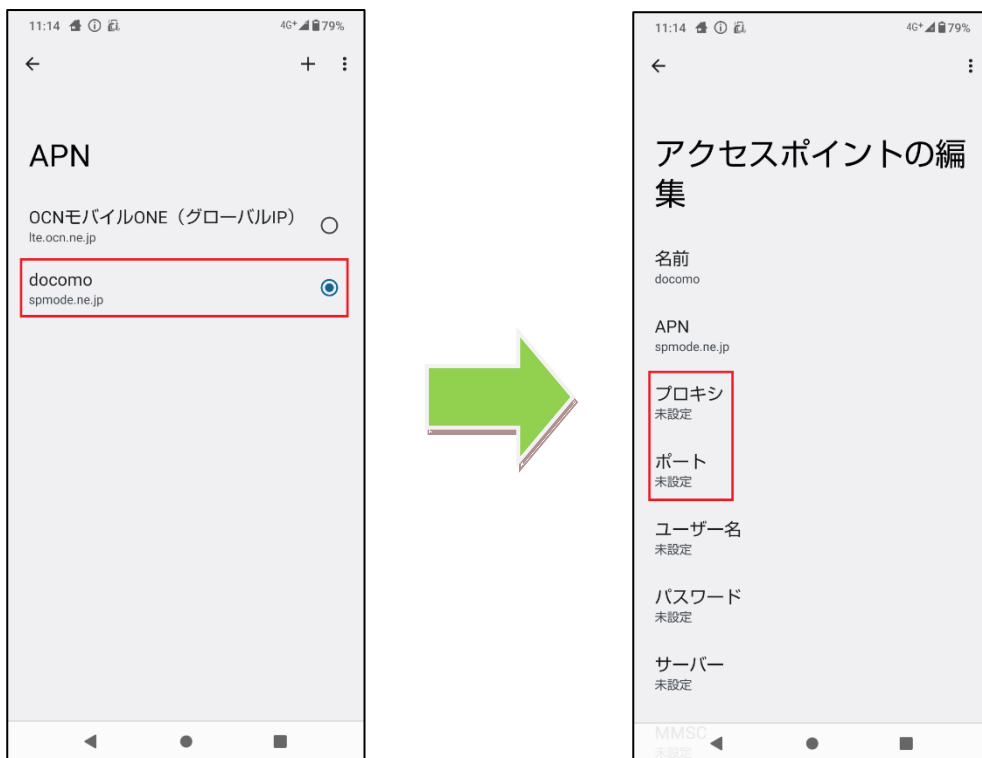 11:14
4G+ 79%
APN
OCNモバイルONE（グローバルIP）
lte.ocn.ne.jp
docomo
spmode.ne.jp
11:14
4G+ 79%
アクセスポイントの編
集
名前
docomo
APN
spmode.ne.jp
プロキシ
未設定
ポート
未設定
ユーザー名
未設定
パスワード
未設定
サーバー
未設定
MMSC
未設定